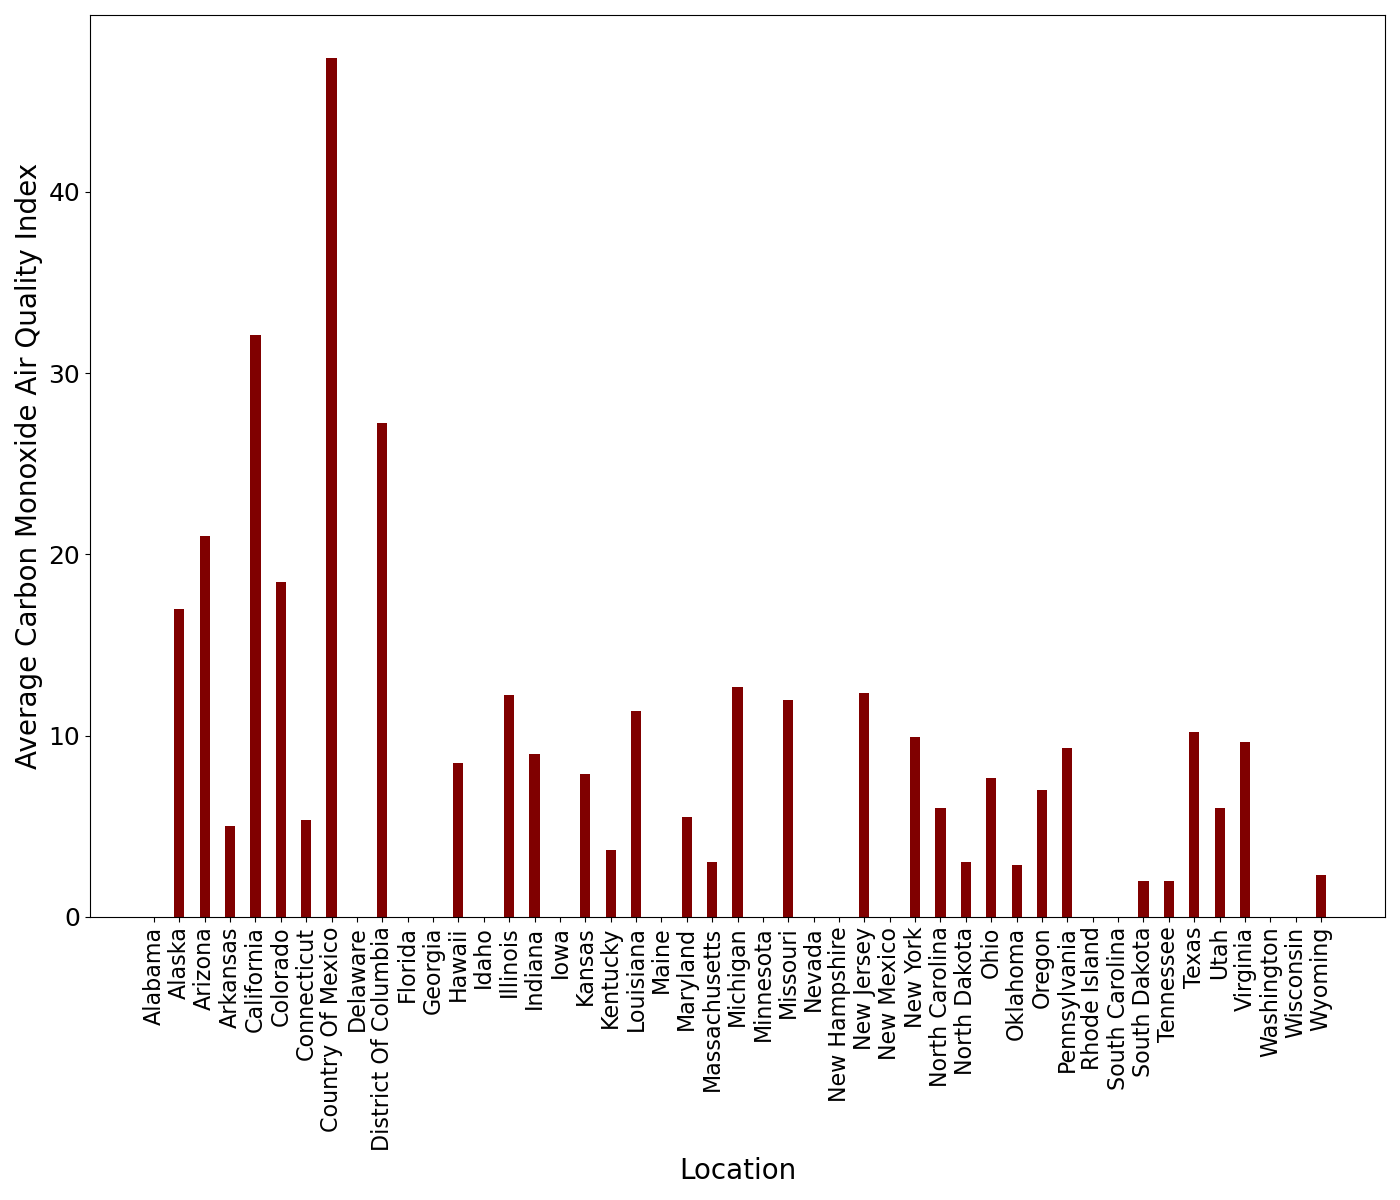 Average Carbon Monoxide Air Quality Index
40
30
20
10
0
Alabama
Alaska
Arizona
Arkansas
California
Colorado
Connecticut
Country Of Mexico
Delaware
District Of Columbia
Florida
Georgia
Hawaii
Idaho
Illinois
Indiana
Iowa
Kansas
Kentucky
Louisiana
Maine
Maryland
Massachusetts
Michigan
Minnesota
Missouri
Nevada
New Hampshire
New Jersey
New Mexico
New York
North Carolina
North Dakota
Ohio
Oklahoma
Oregon
Pennsylvania
Rhode Island
South Carolina
South Dakota
Tennessee
Texas
Utah
Virginia
Washington
Wisconsin
Wyoming
Location